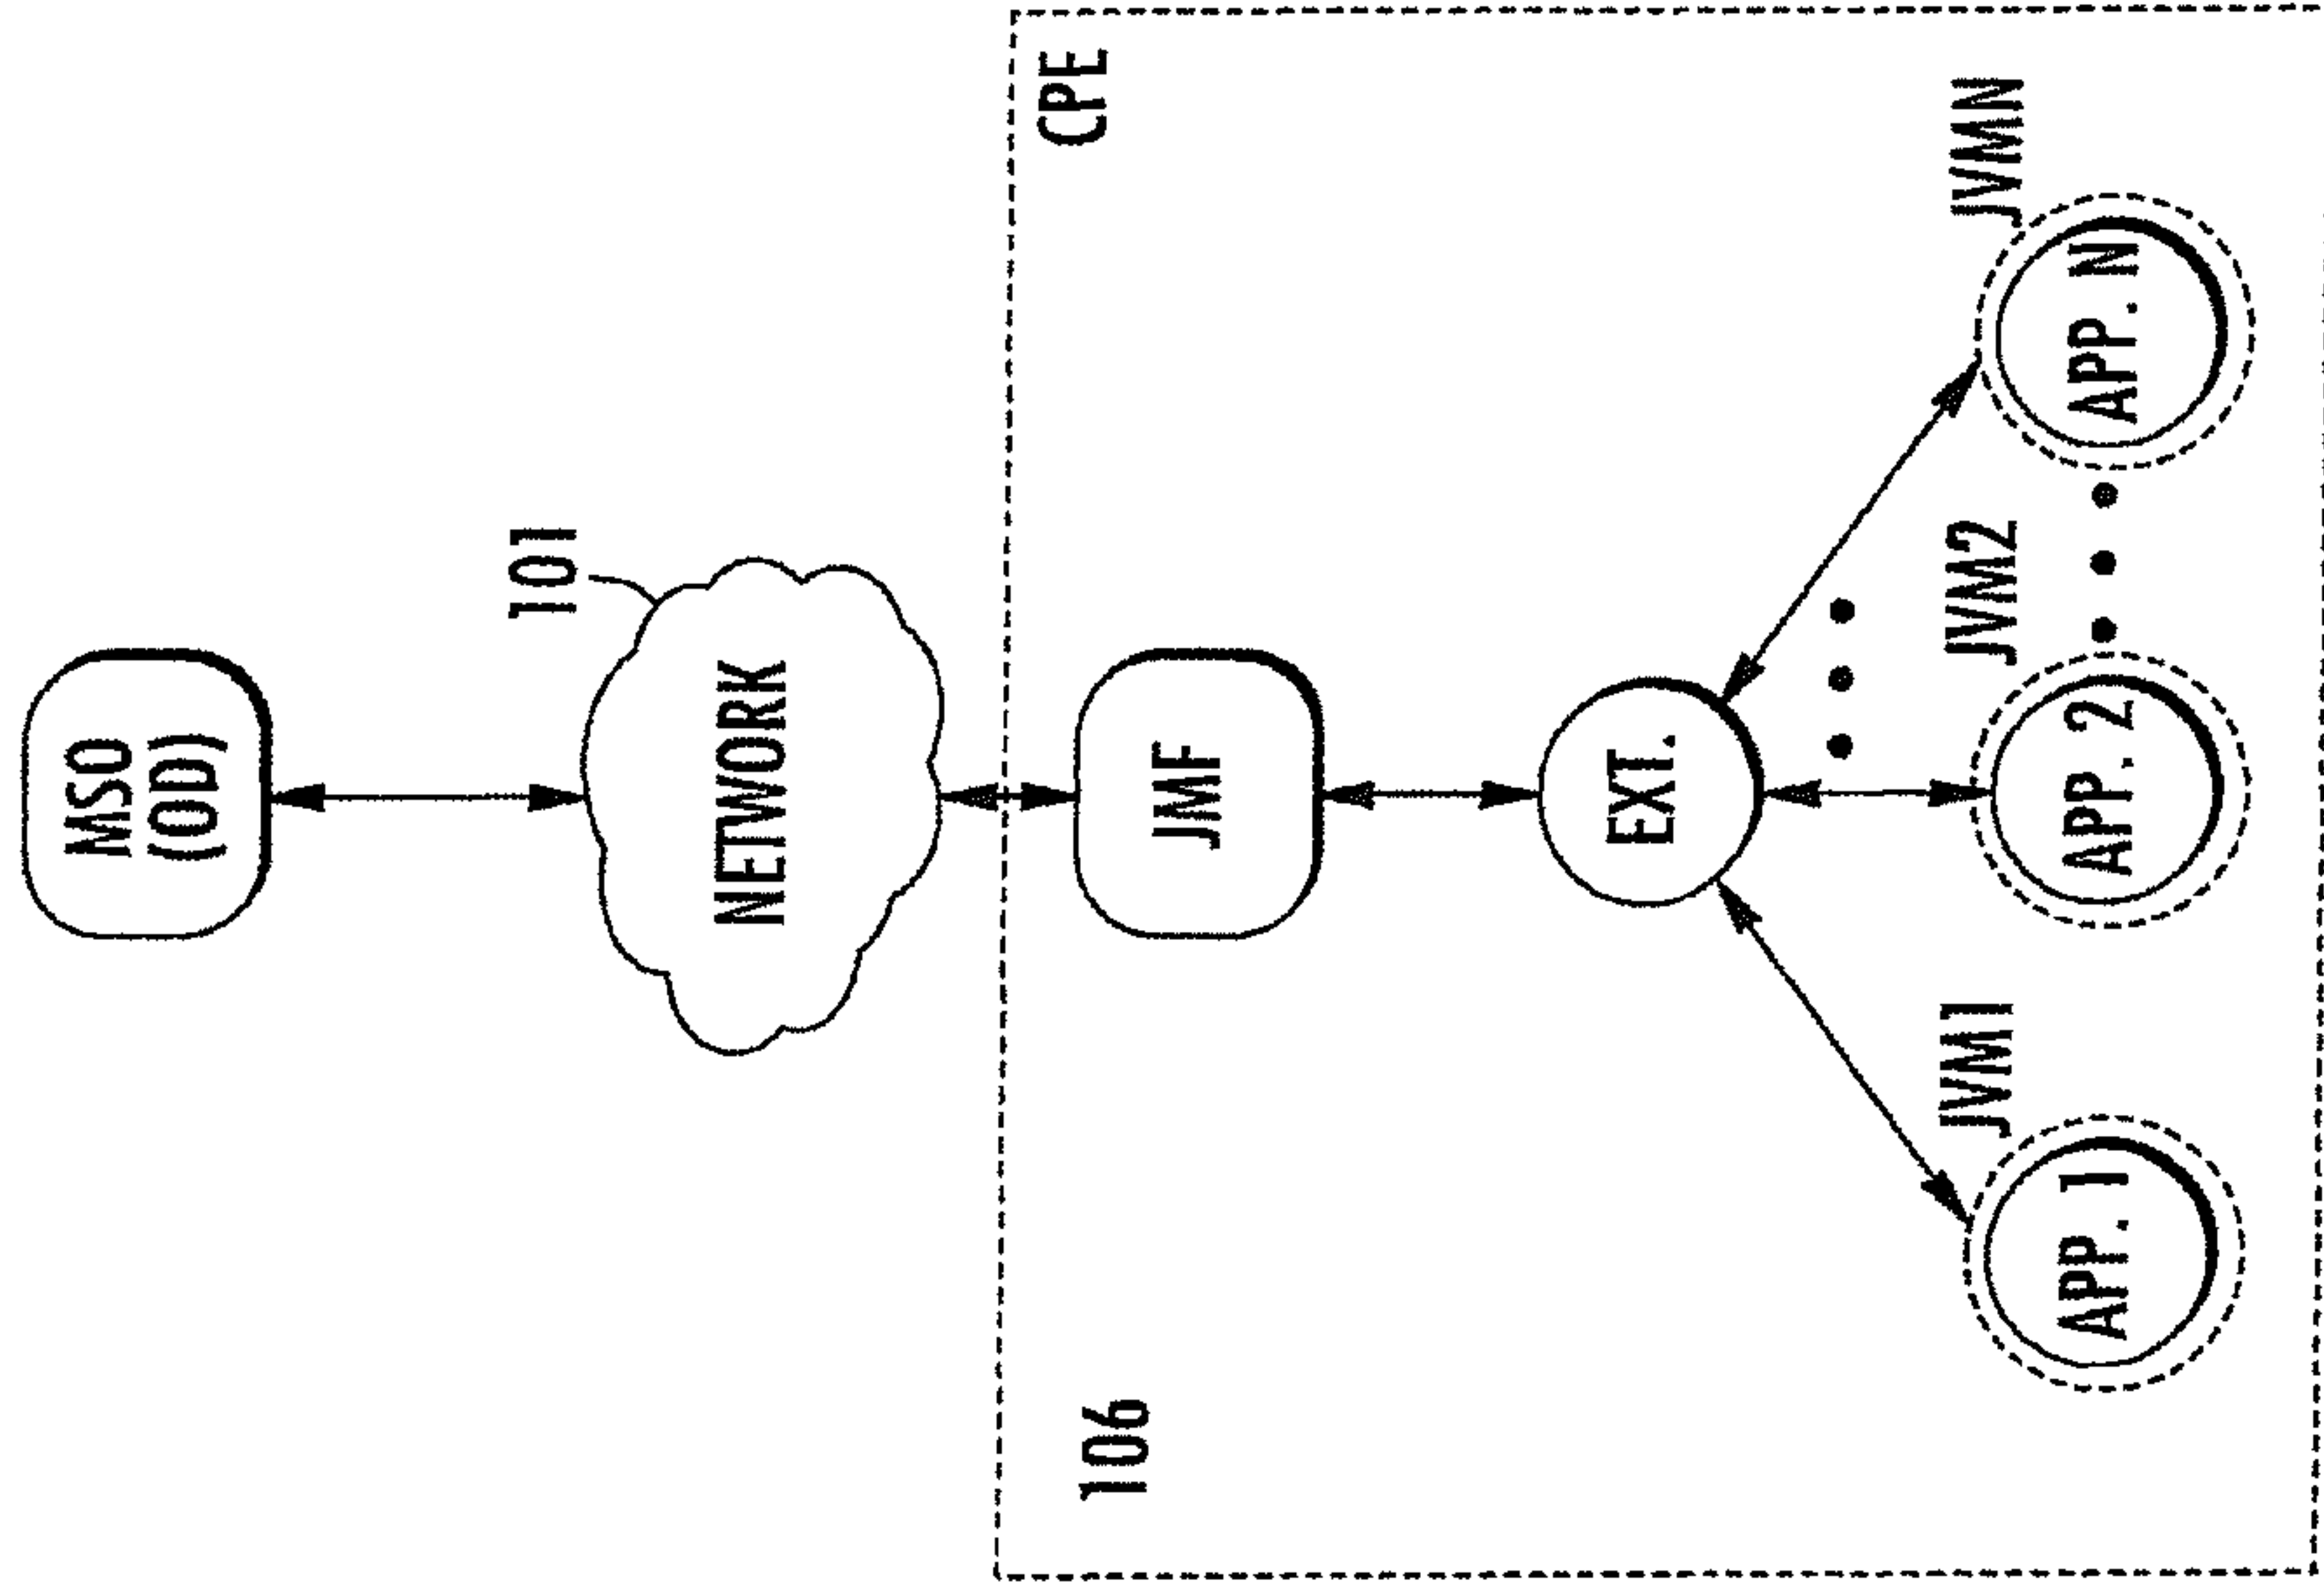 MSO
(OD)
101
NETWORK
CPE
106
JMF
EXT.
JVM1
JVM2
JVMN
APP. 1
APP. 2
APP. N